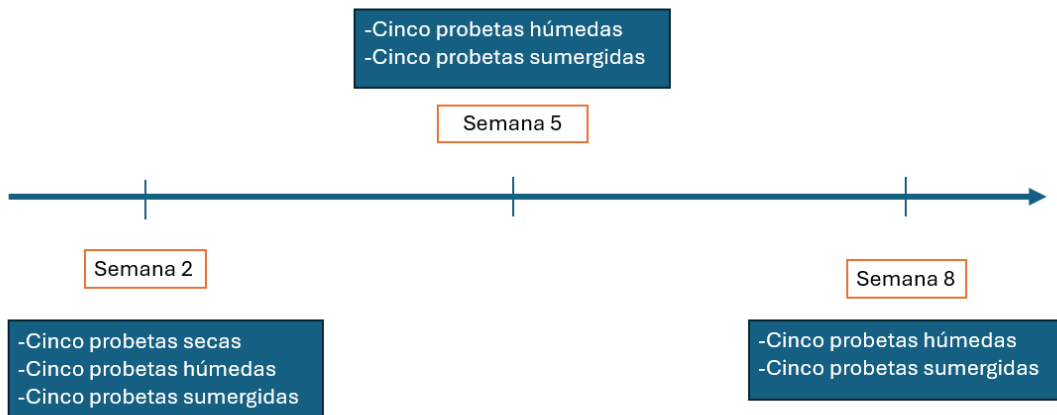 -Cinco probetas húmedas
-Cinco probetas sumergidas
Semana 5
Semana 2
-Cinco probetas secas
-Cinco probetas húmedas
-Cinco probetas sumergidas
Semana 8
-Cinco probetas húmedas
-Cinco probetas sumergidas